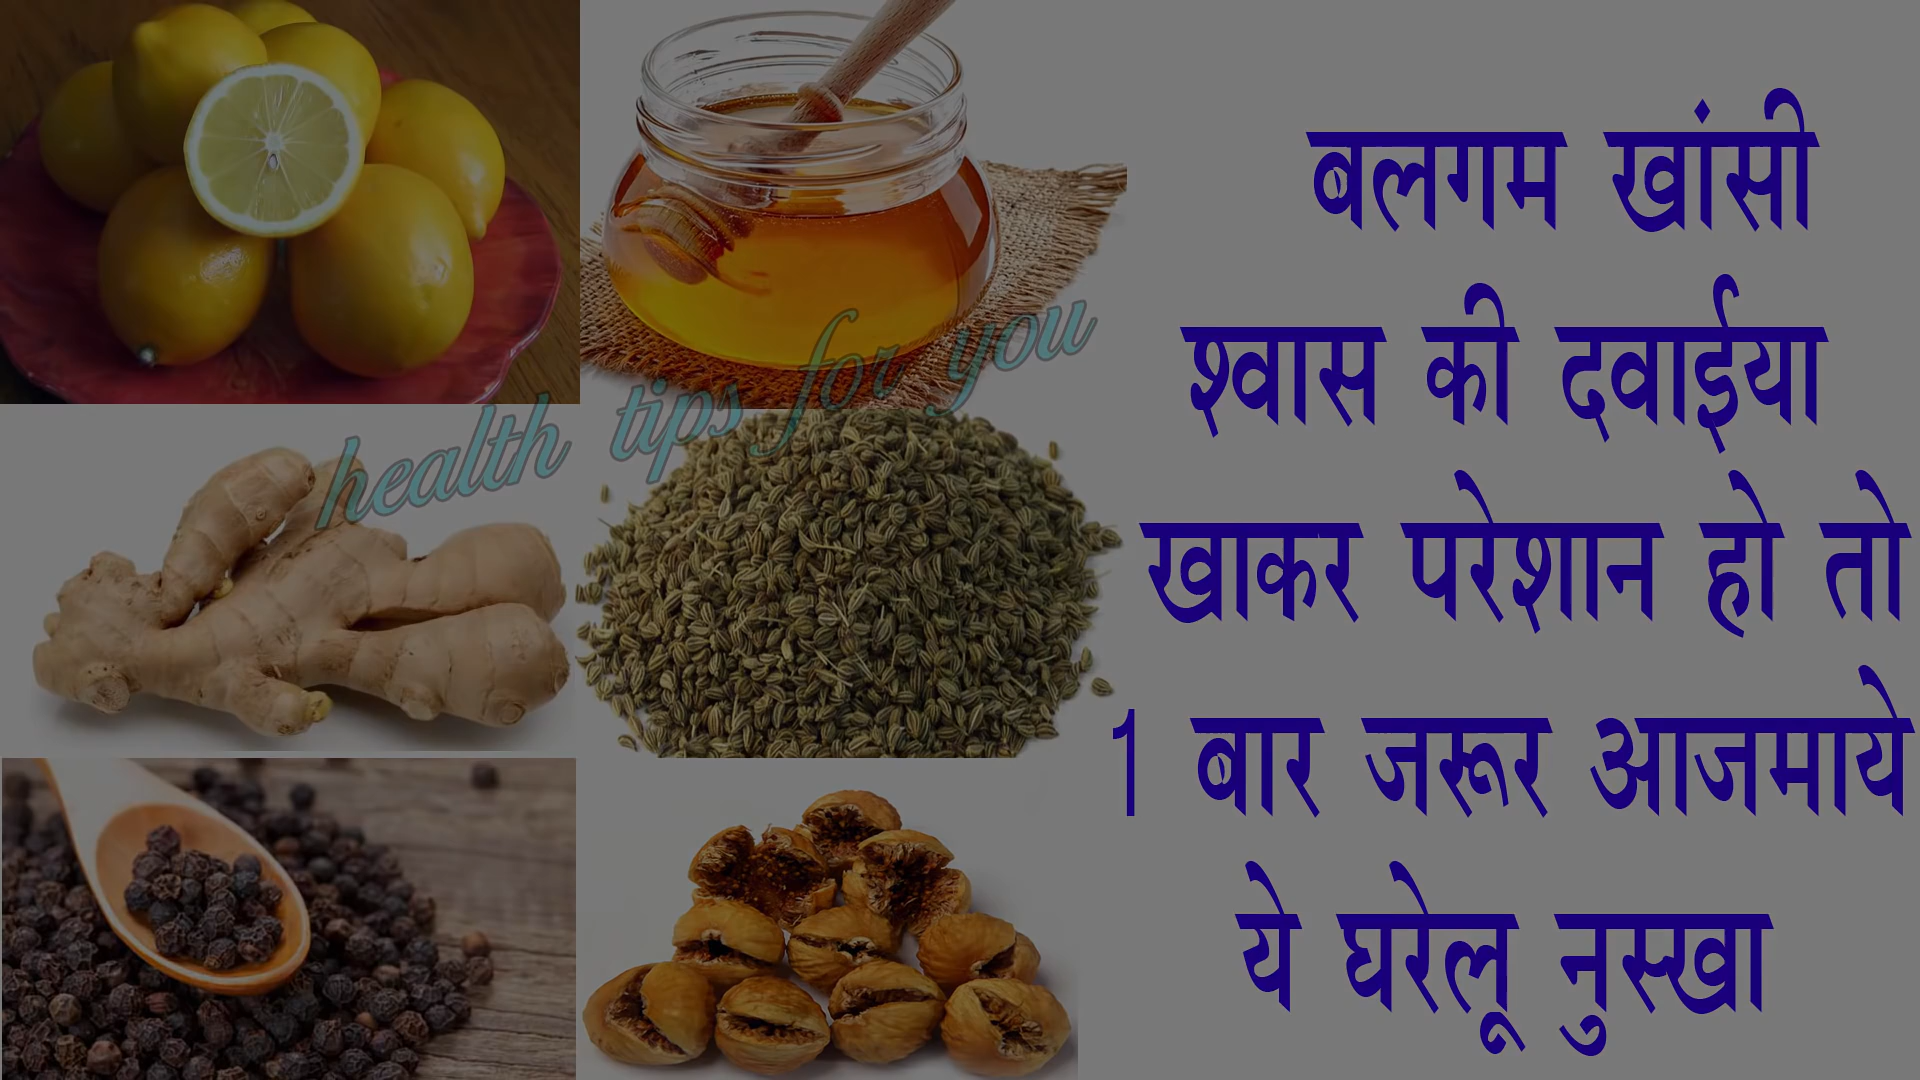 बलगम खांसी
श्वास की दवाईया
खाकर परेशान हो तो
1 बार जरूर आजमाये
ये घरेलू नुस्खा
health tips for you